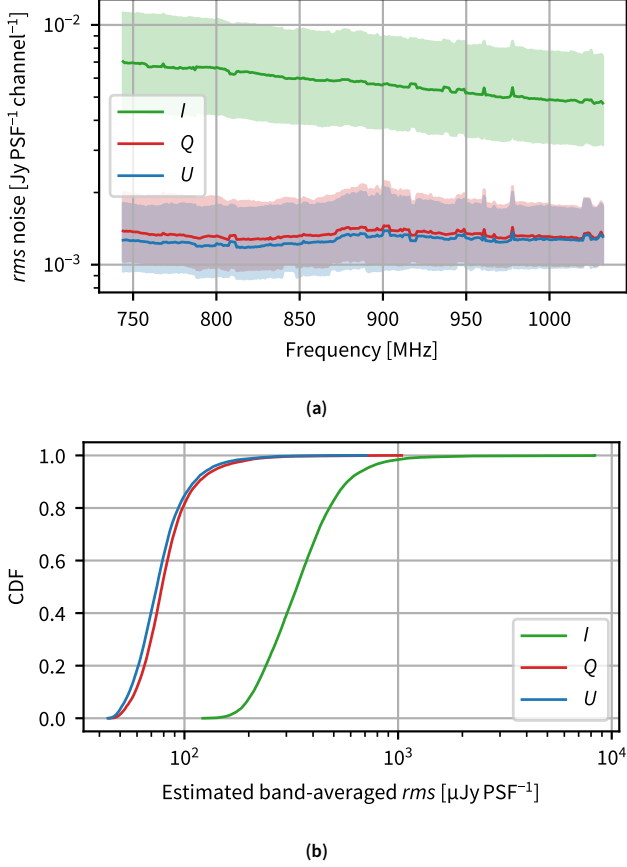 10⁻²
10⁻³
rms noise [Jy PSF⁻¹ channel⁻¹]
I
Q
U
750 800 850 900 950 1000
Frequency [MHz]
(a)
1.0
0.8
0.6
0.4
0.2
0.0
CDF
I
Q
U
10² 10³ 10⁴
Estimated band-averaged rms [µJy PSF⁻¹]
(b)